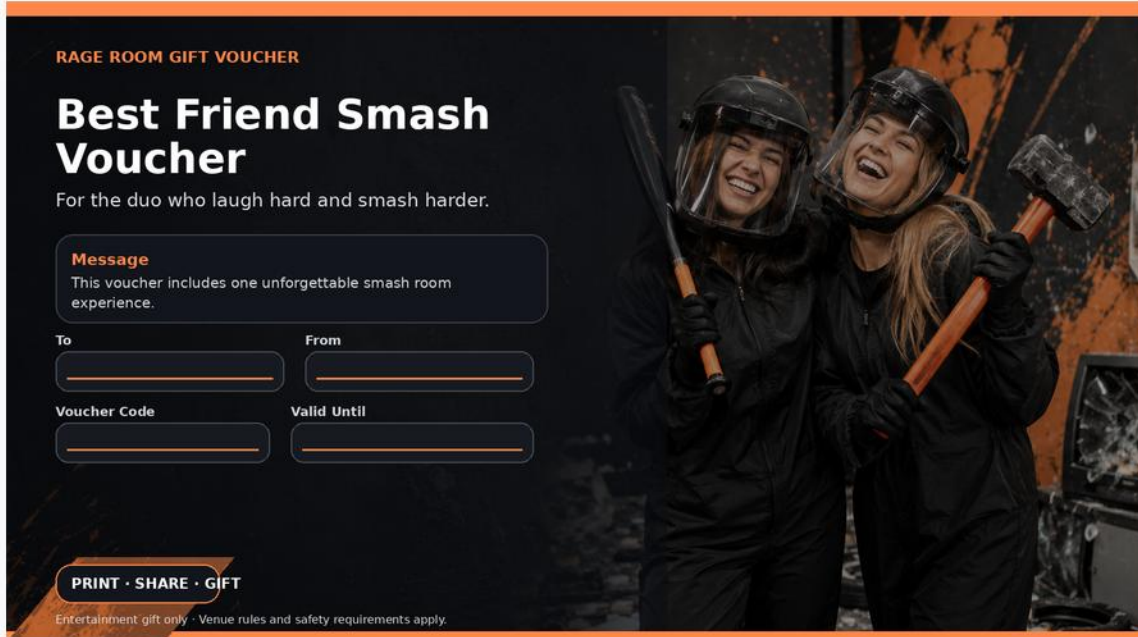 RAGE ROOM GIFT VOUCHER
Best Friend Smash
Voucher
For the duo who laugh hard and smash harder.
Message
This voucher includes one unforgettable smash room
experience.
To
From
Voucher Code
Valid Until
PRINT · SHARE · GIFT
Entertainment gift only · Venue rules and safety requirements apply.